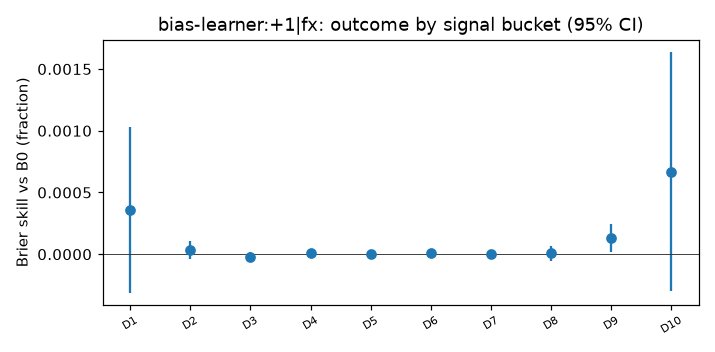 bias-learner:+1|fx: outcome by signal bucket (95% CI)
Brier skill vs B0 (fraction)
0.0015
0.0010
0.0005
0.0000
D1 D2 D3 D4 D5 D6 D7 D8 D9 D10